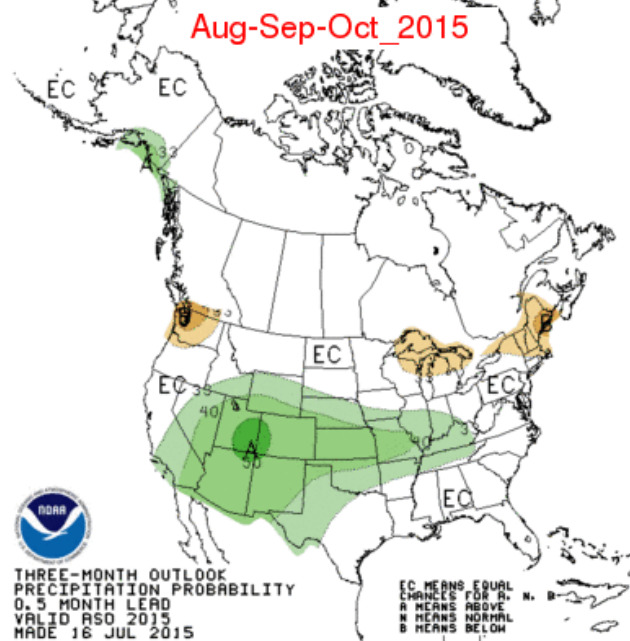 Aug-Sep-Oct_2015
EC
EC
33
A
33
B
B
EC
EC
33
EC
40
40
3
A
50
EC
NOAA
THREE-MONTH OUTLOOK
PRECIPITATION PROBABILITY
0.5 MONTH LEAD
VALID ASO 2015
MADE 16 JUL 2015
EC MEANS EQUAL
CHANCES FOR A, N, B
A MEANS ABOVE
N MEANS NORMAL
B MEANS BELOW